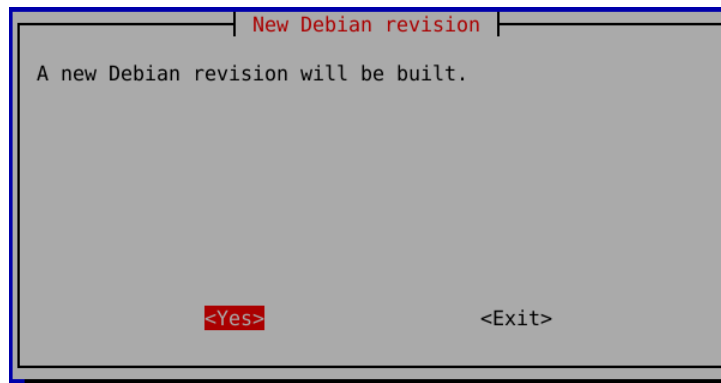 New Debian revision
A new Debian revision will be built.
<Yes> <Exit>